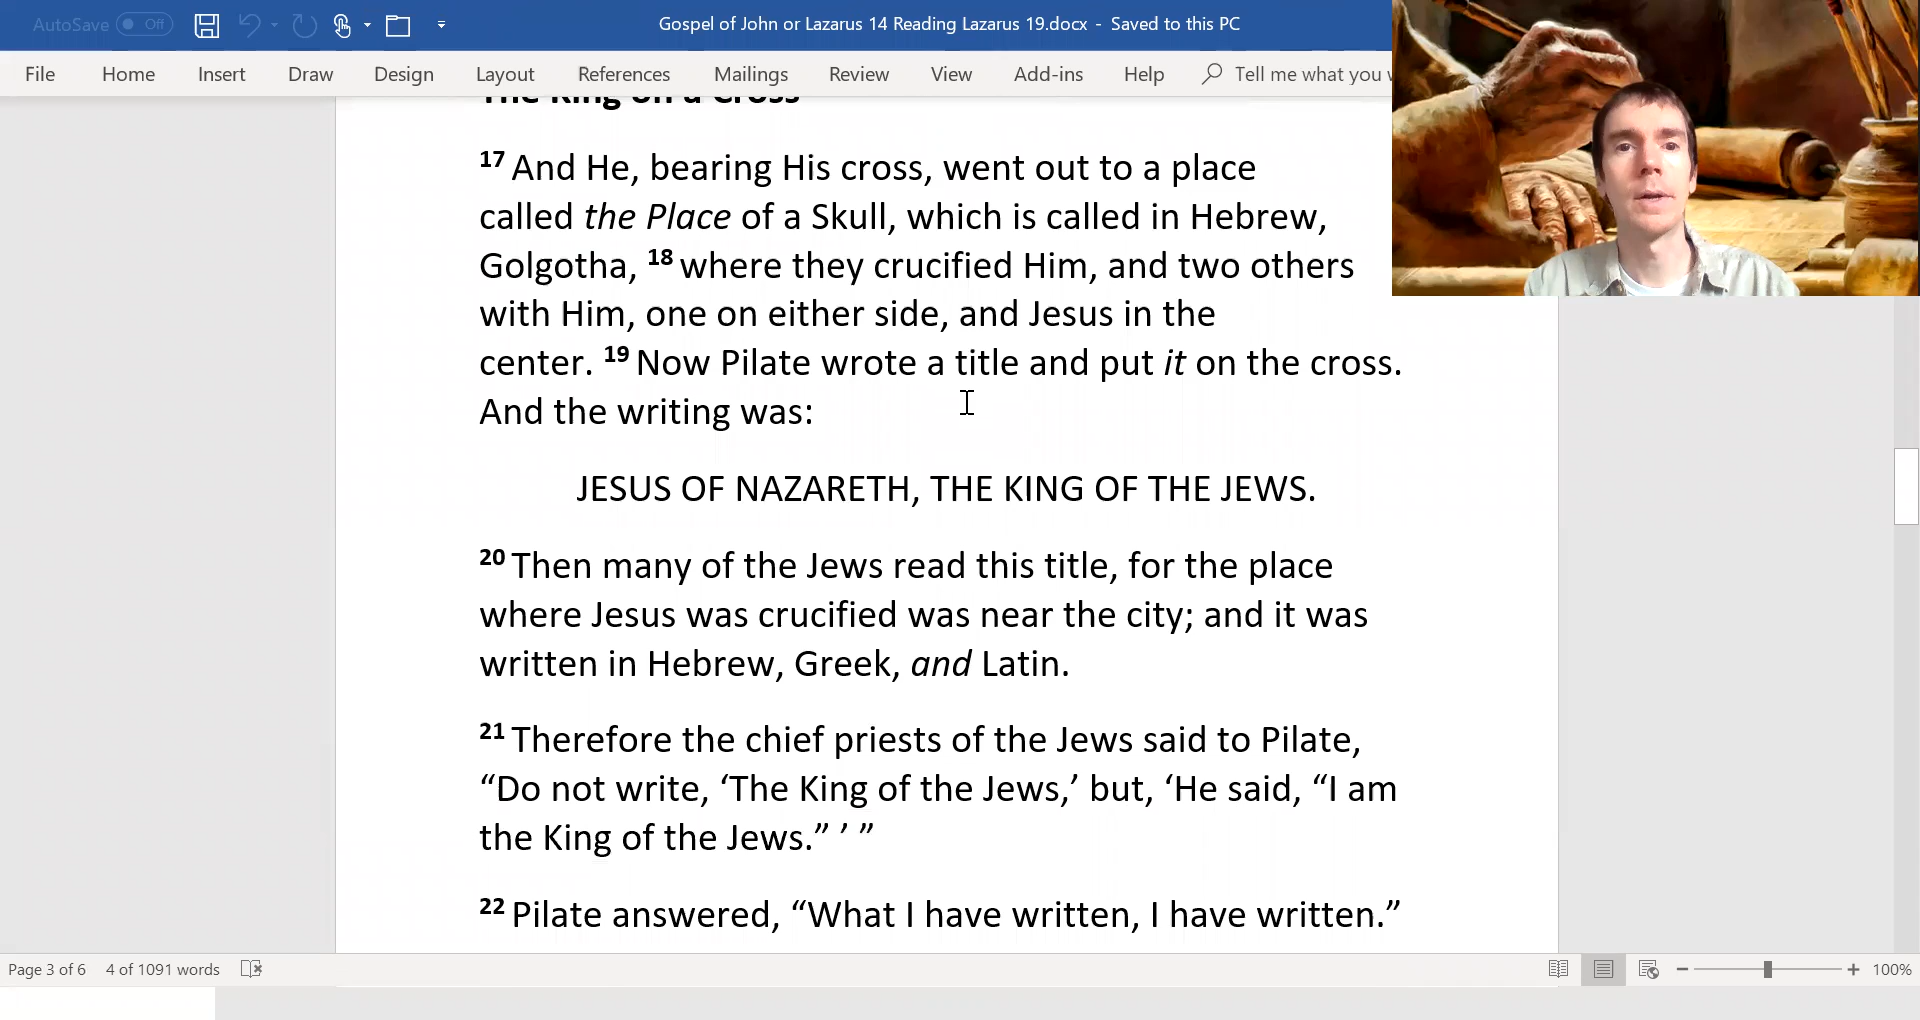 AutoSave Off
Gospel of John or Lazarus 14 Reading Lazarus 19.docx - Saved to this PC
File Home Insert Draw Design Layout References Mailings Review View Add-ins Help Tell me what you
The King on a Cross
17 And He, bearing His cross, went out to a place
called the Place of a Skull, which is called in Hebrew,
Golgotha, 18 where they crucified Him, and two others
with Him, one on either side, and Jesus in the
center. 19 Now Pilate wrote a title and put it on the cross.
And the writing was:
JESUS OF NAZARETH, THE KING OF THE JEWS.
20 Then many of the Jews read this title, for the place
where Jesus was crucified was near the city; and it was
written in Hebrew, Greek, and Latin.
21 Therefore the chief priests of the Jews said to Pilate,
“Do not write, ‘The King of the Jews,’ but, ‘He said, “I am
the King of the Jews.” ’ ”
22 Pilate answered, “What I have written, I have written.”
Page 3 of 6 4 of 1091 words 100%